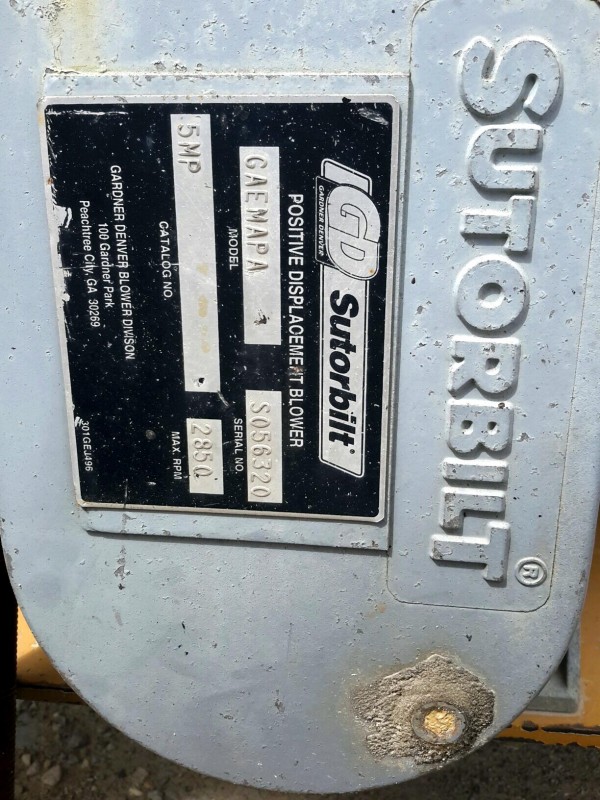 SUTORBILT®
GD
GARDNER DENVER
Sutorbilt®
POSITIVE DISPLACEMENT BLOWER
GAEMAPA S056320
MODEL SERIAL NO.
5MP 2850
CATALOG NO. MAX. RPM
GARDNER DENVER BLOWER DIVISON
100 Gardner Park
Peachtree City, GA 30269
301GEJ496